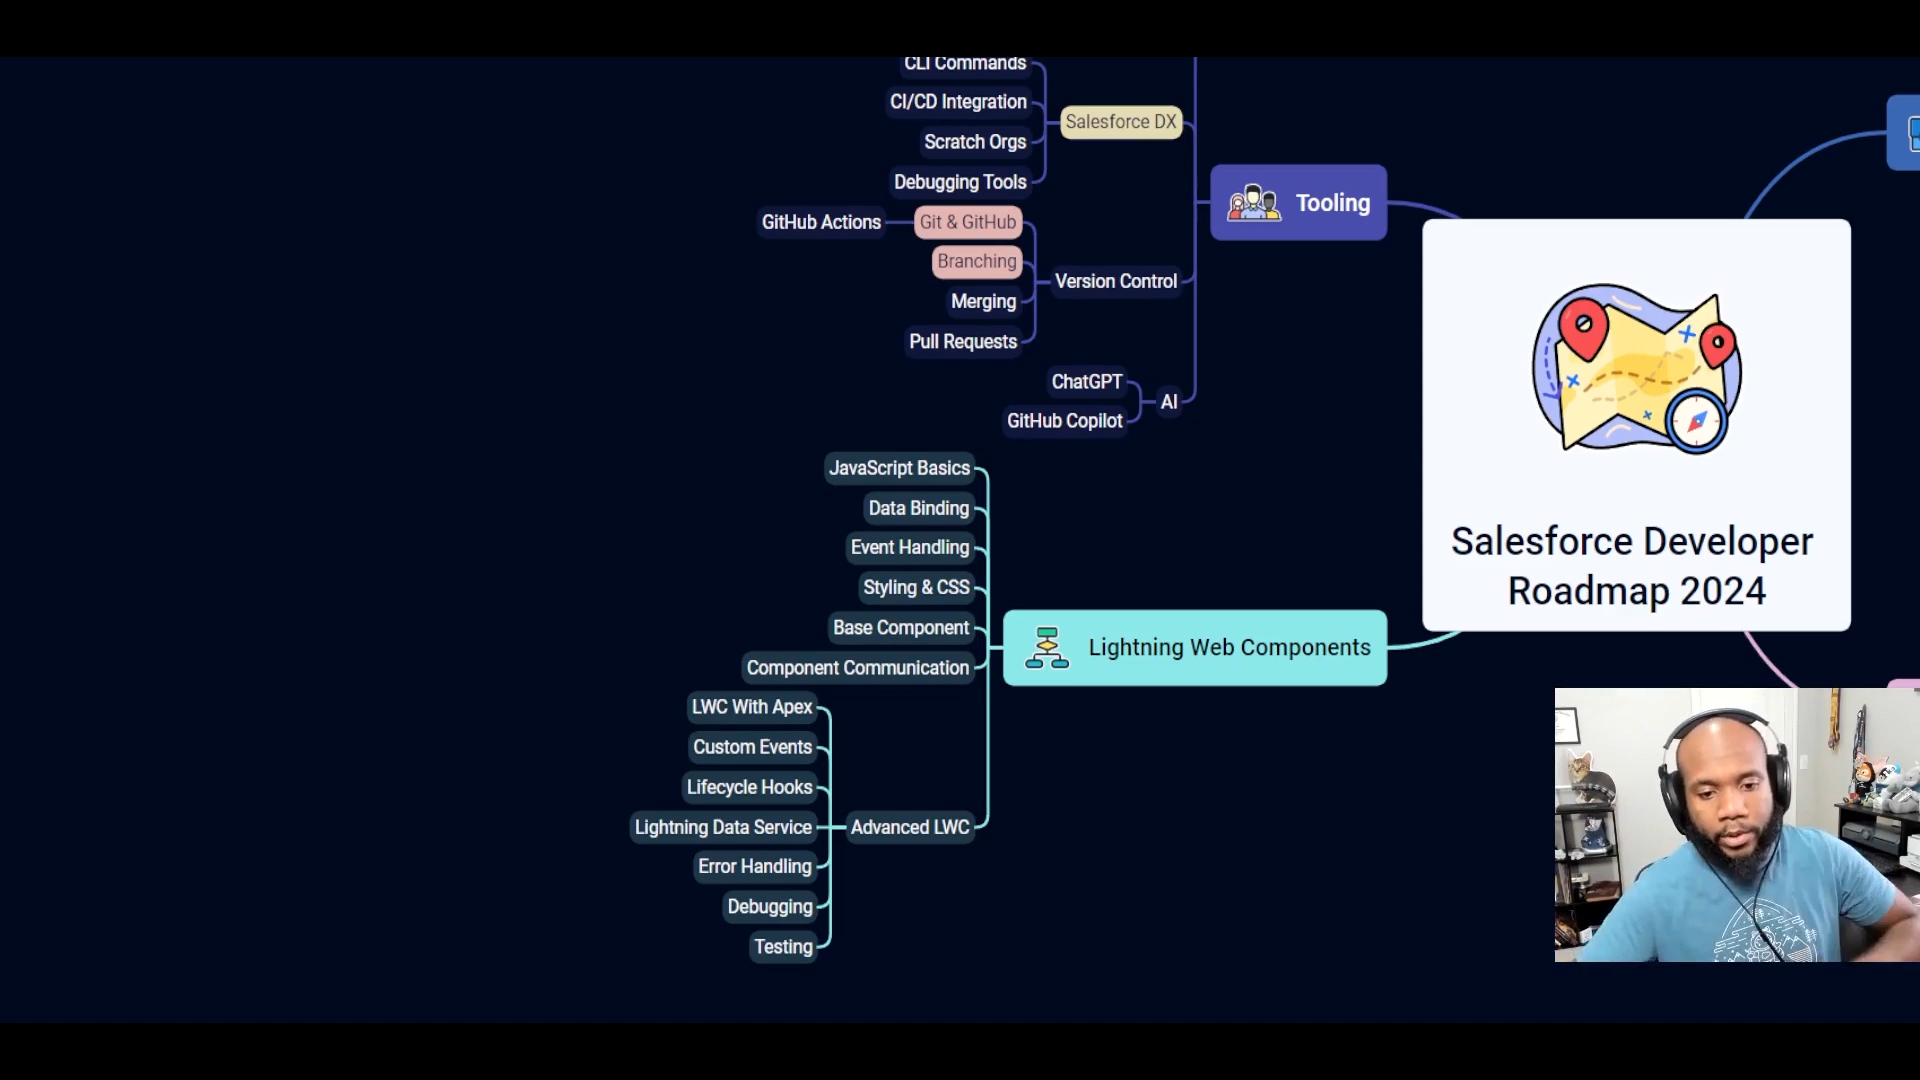 CLI Commands
CI/CD Integration
Salesforce DX
Scratch Orgs
Debugging Tools
Tooling
GitHub Actions
Git & GitHub
Branching
Version Control
Merging
Pull Requests
ChatGPT
AI
GitHub Copilot
JavaScript Basics
Data Binding
Event Handling
Styling & CSS
Base Component
Lightning Web Components
Component Communication
LWC With Apex
Custom Events
Lifecycle Hooks
Lightning Data Service
Advanced LWC
Error Handling
Debugging
Testing
Salesforce Developer
Roadmap 2024